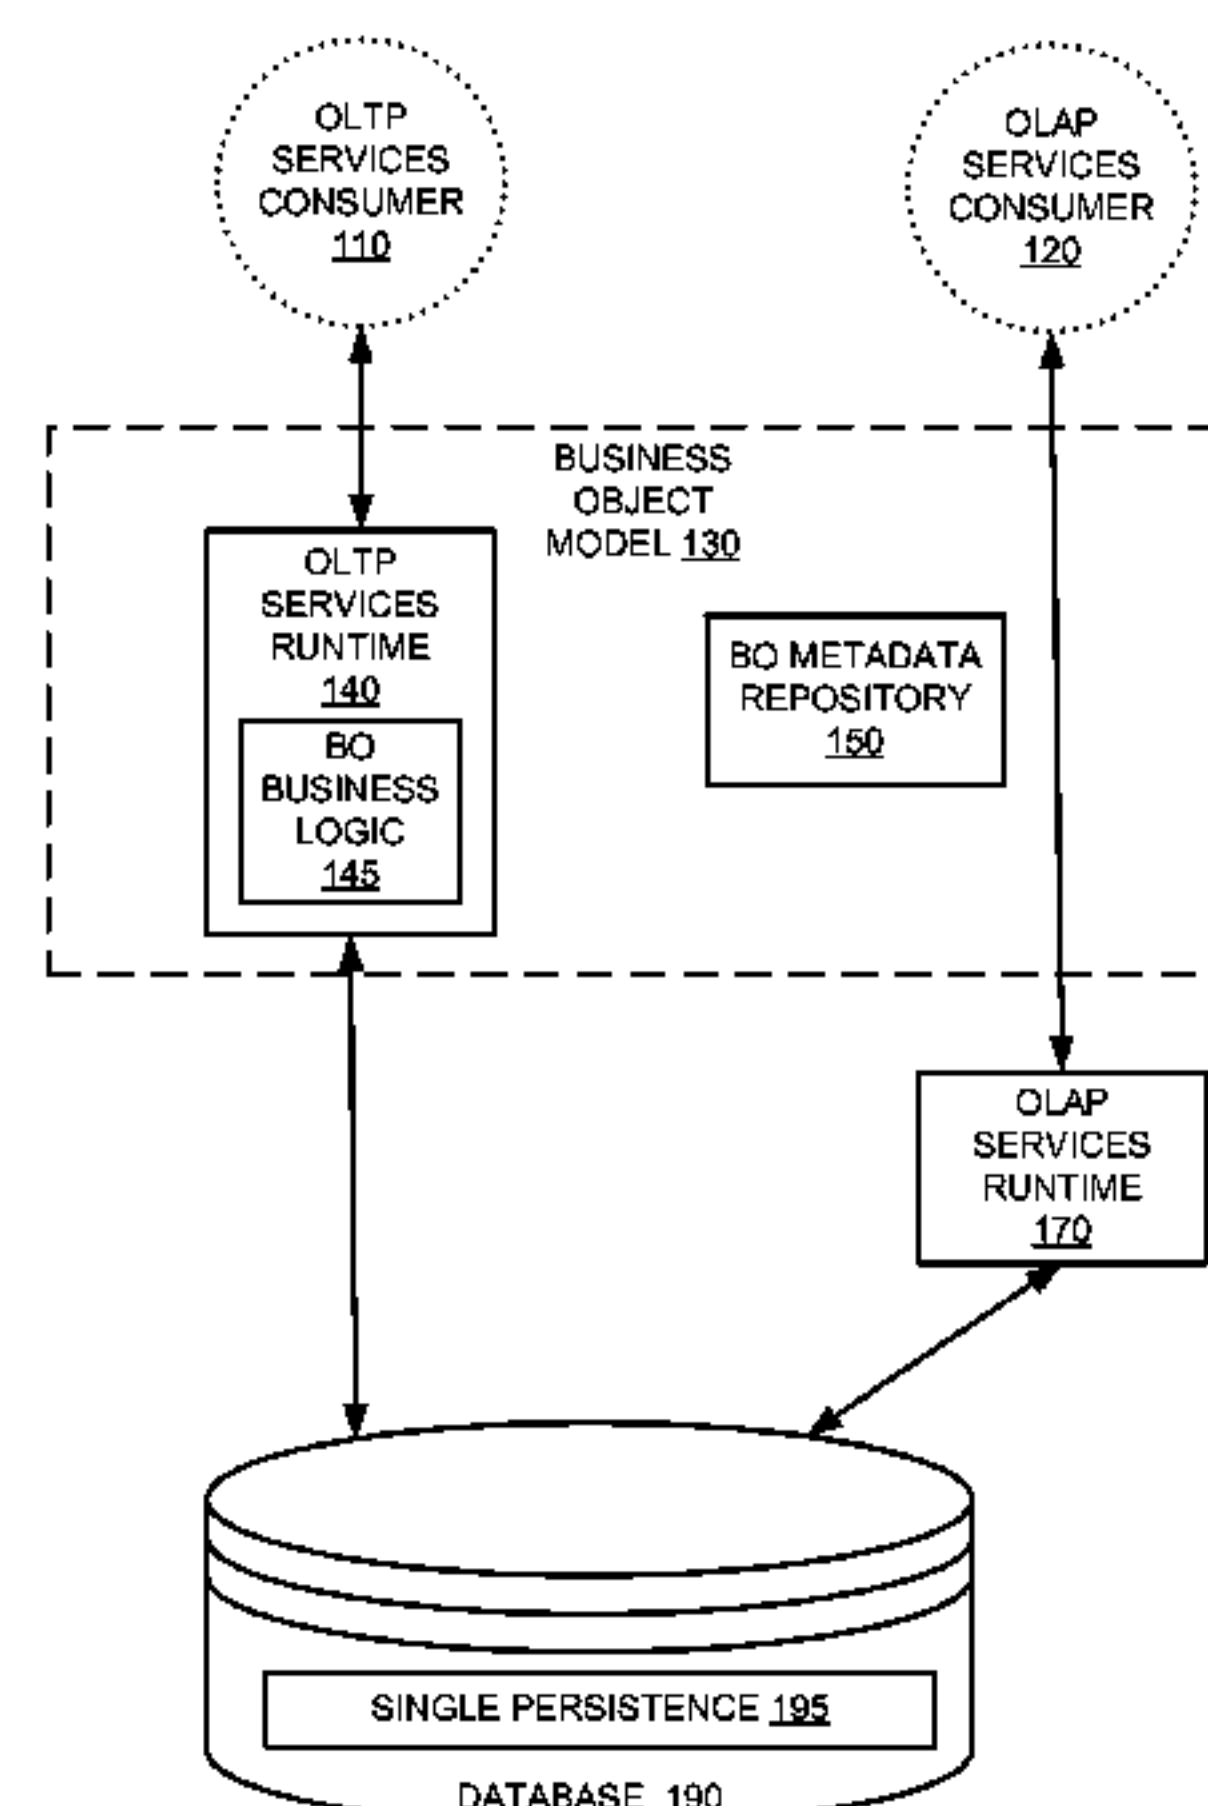 OLTP
SERVICES
CONSUMER
110
OLAP
SERVICES
CONSUMER
120
BUSINESS
OBJECT
MODEL 130
OLTP
SERVICES
RUNTIME
140
BO METADATA
REPOSITORY
150
BO
BUSINESS
LOGIC
145
OLAP
SERVICES
RUNTIME
170
SINGLE PERSISTENCE 195
DATABASE 190